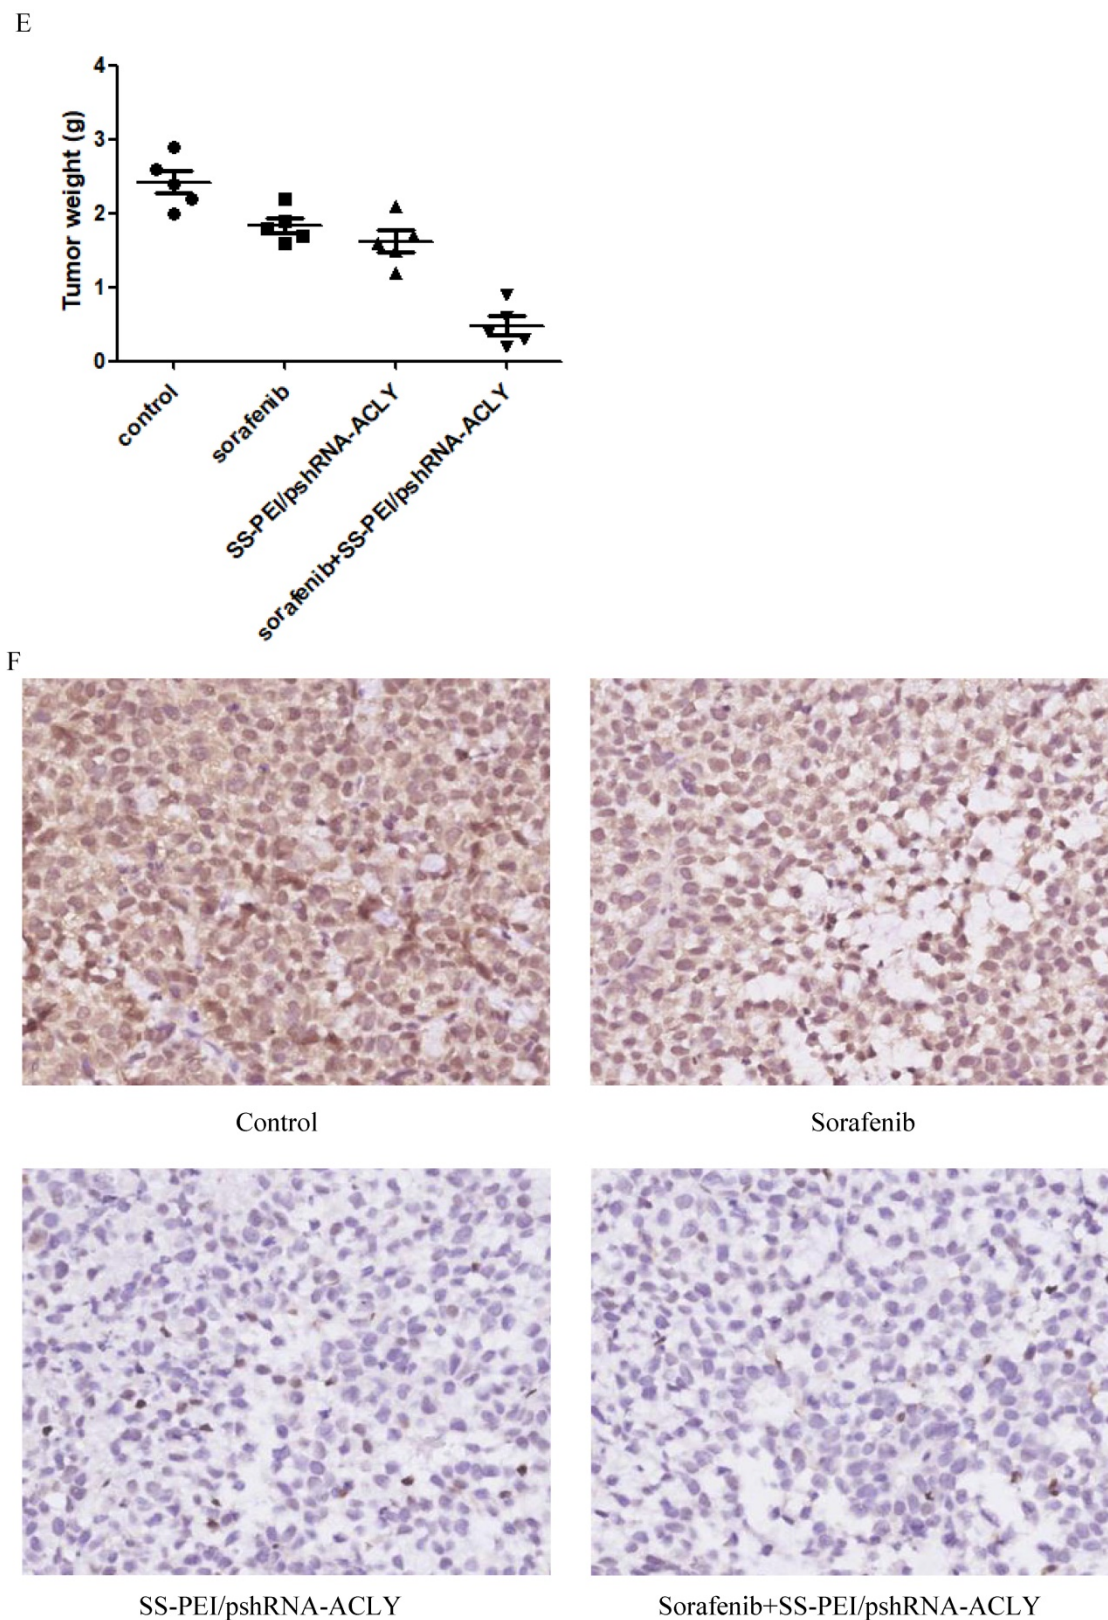 E
4
3
2
1
0
Tumor weight (g)
control
sorafenib
SS-PEI/pshRNA-ACLY
sorafenib+SS-PEI/pshRNA-ACLY
F
Control
Sorafenib
SS-PEI/pshRNA-ACLY
Sorafenib+SS-PEI/pshRNA-ACLY